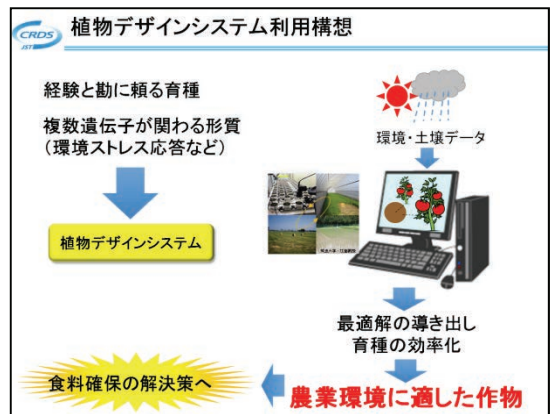 CRDS
JST
植物デザインシステム利用構想
経験と勘に頼る育種
複数遺伝子が関わる形質
（環境ストレス応答など）
植物デザインシステム
環境・土壌データ
最適解の導き出し
育種の効率化
農業環境に適した作物
食料確保の解決策へ